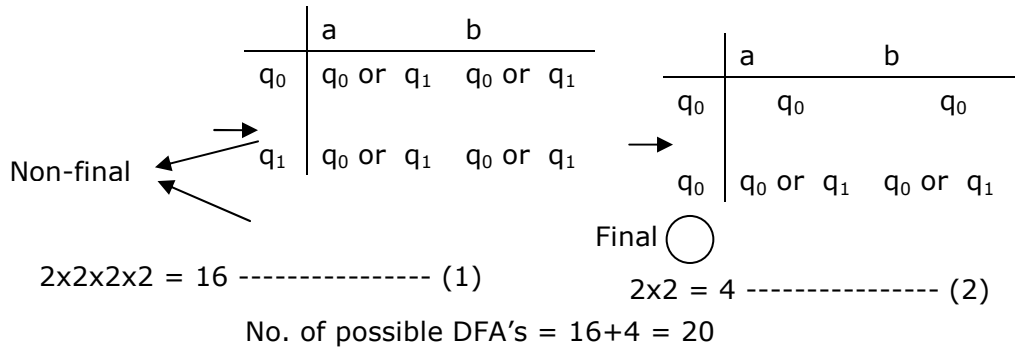 a b
q₀ q₀ or q₁ q₀ or q₁
q₁ q₀ or q₁ q₀ or q₁
Non-final
2x2x2x2 = 16 ---------------- (1)
a b
q₀ q₀ q₀
q₀ q₀ or q₁ q₀ or q₁
Final
2x2 = 4 ---------------- (2)
No. of possible DFA's = 16+4 = 20